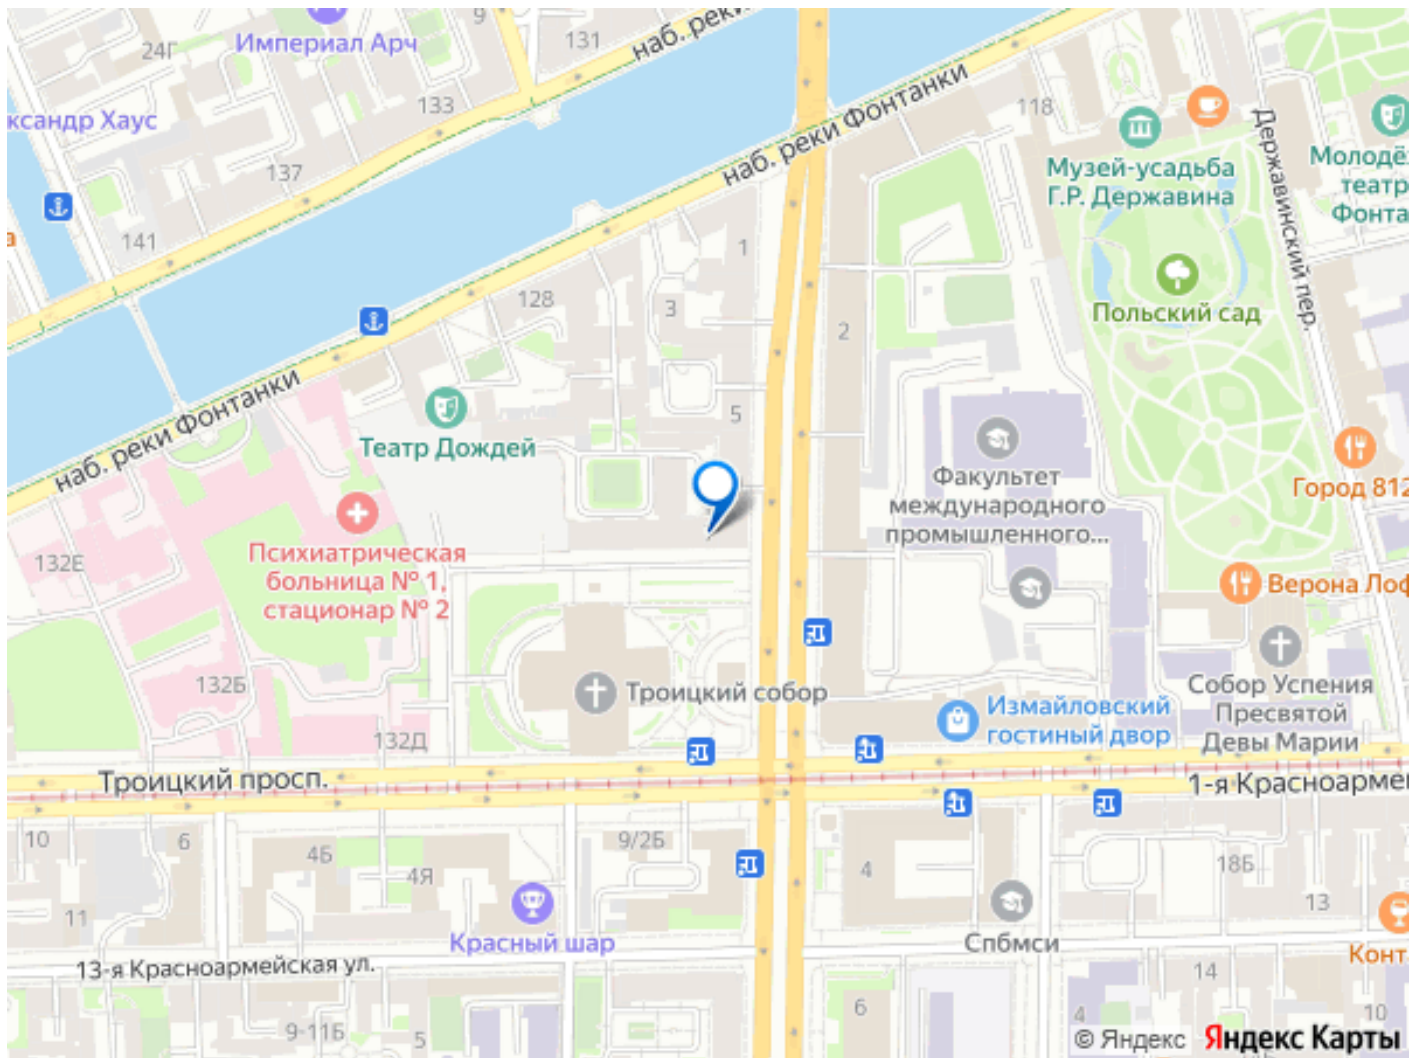 9
наб. реки
Империал Арч
24Г
131
133
наб. реки Фонтанки
118
ксандр Хаус
137
Музей-усадьба
Г.Р. Державина
Державинский пер.
Молодё
театр
Фонта
141
1
128
3
2
Польский сад
5
наб. реки Фонтанки
Театр Дождей
Факультет
международного
промышленного...
Город 812
132Е
Психиатрическая
больница № 1,
стационар № 2
Верона Лоф
132Б
Троицкий собор
Собор Успения
Пресвятой
Девы Марии
Измайловский
гостиный двор
132Д
Троицкий просп.
1-я Красноарме
10
6
4Б
4Я
9/2Б
4
18Б
13
11
Красный шар
Спбмси
Конт
13-я Красноармейская ул.
14
9-11Б
5
6
4
10
© Яндекс Яндекс Карты